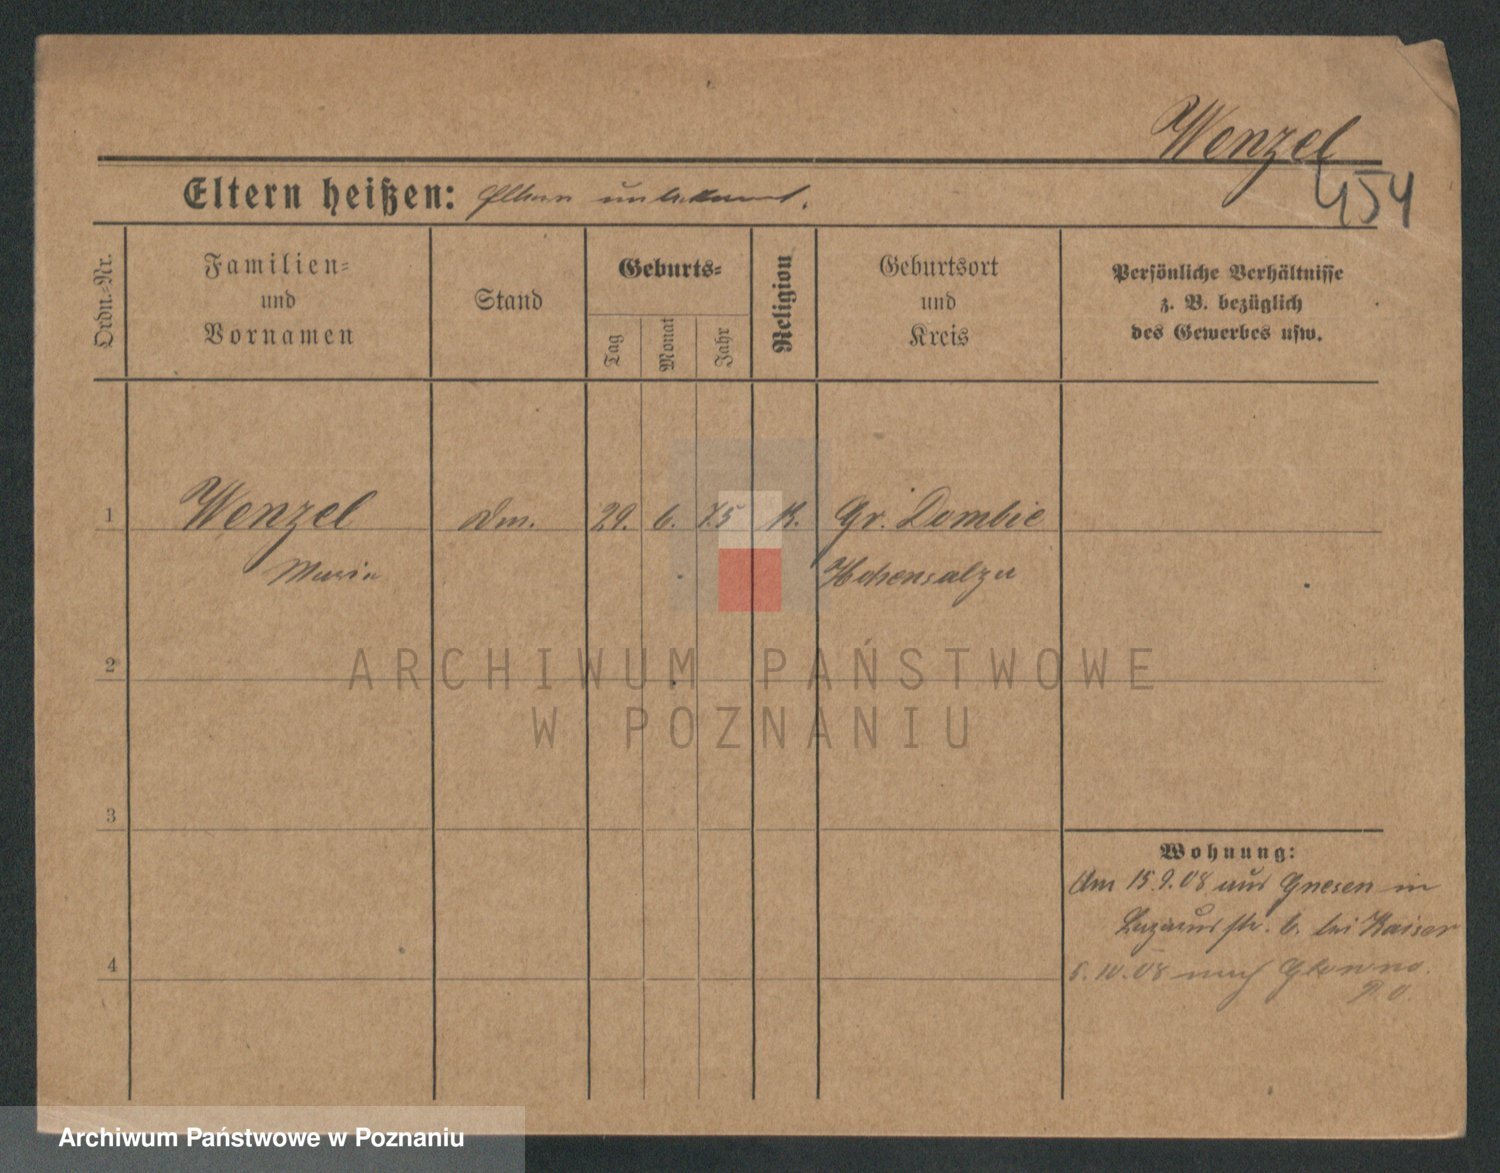 Wenzel
454
Eltern heißen: Eltern unbekannt.
Ordn.-Nr.
Familien-
und
Vornamen
Stand
Geburts-
Tag
Monat
Jahr
Religion
Geburtsort
und
Kreis
Persönliche Verhältnisse
z. B. bezüglich
des Gewerbes usw.
1
Wenzel
Maria
Dm.
29.
6.
75
K.
Gr. Dombie
Hohensalza
2
ARCHIWUM PAŃSTWOWE
W POZNANIU
3
4
Wohnung:
Am 15.9.08 aus Gnesen in
Lazarusstr. 6. bei Kaiser
5.10.08 nach Glowno.
P. O.
Archiwum Państwowe w Poznaniu